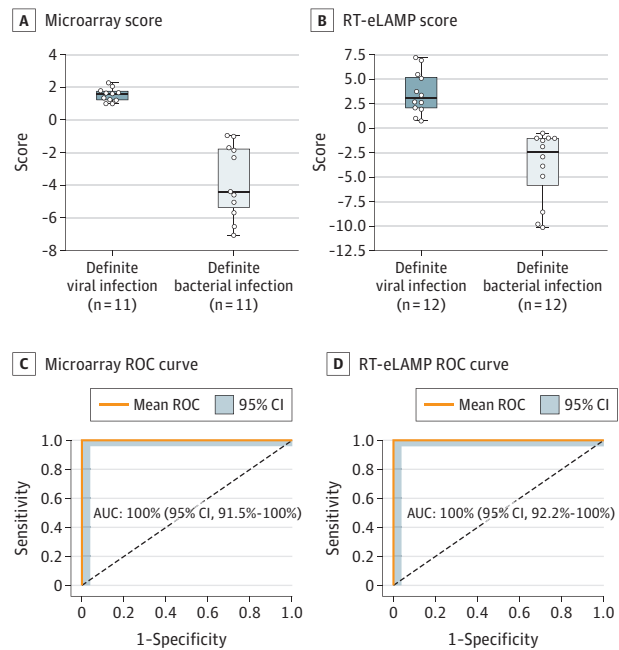 A Microarray score
4
2
0
-2
-4
-6
-8
Score
Definite
viral infection
(n=11)
Definite
bacterial infection
(n=11)
B RT-eLAMP score
7.5
5.0
2.5
0
-2.5
-5.0
-7.5
-10.0
-12.5
Score
Definite
viral infection
(n=12)
Definite
bacterial infection
(n=12)
C Microarray ROC curve
Mean ROC 95% CI
1.0
0.8
0.6
0.4
0.2
0
Sensitivity
AUC: 100% (95% CI, 91.5%-100%)
0 0.2 0.4 0.6 0.8 1.0
1-Specificity
D RT-eLAMP ROC curve
Mean ROC 95% CI
1.0
0.8
0.6
0.4
0.2
0
Sensitivity
AUC: 100% (95% CI, 92.2%-100%)
0 0.2 0.4 0.6 0.8 1.0
1-Specificity